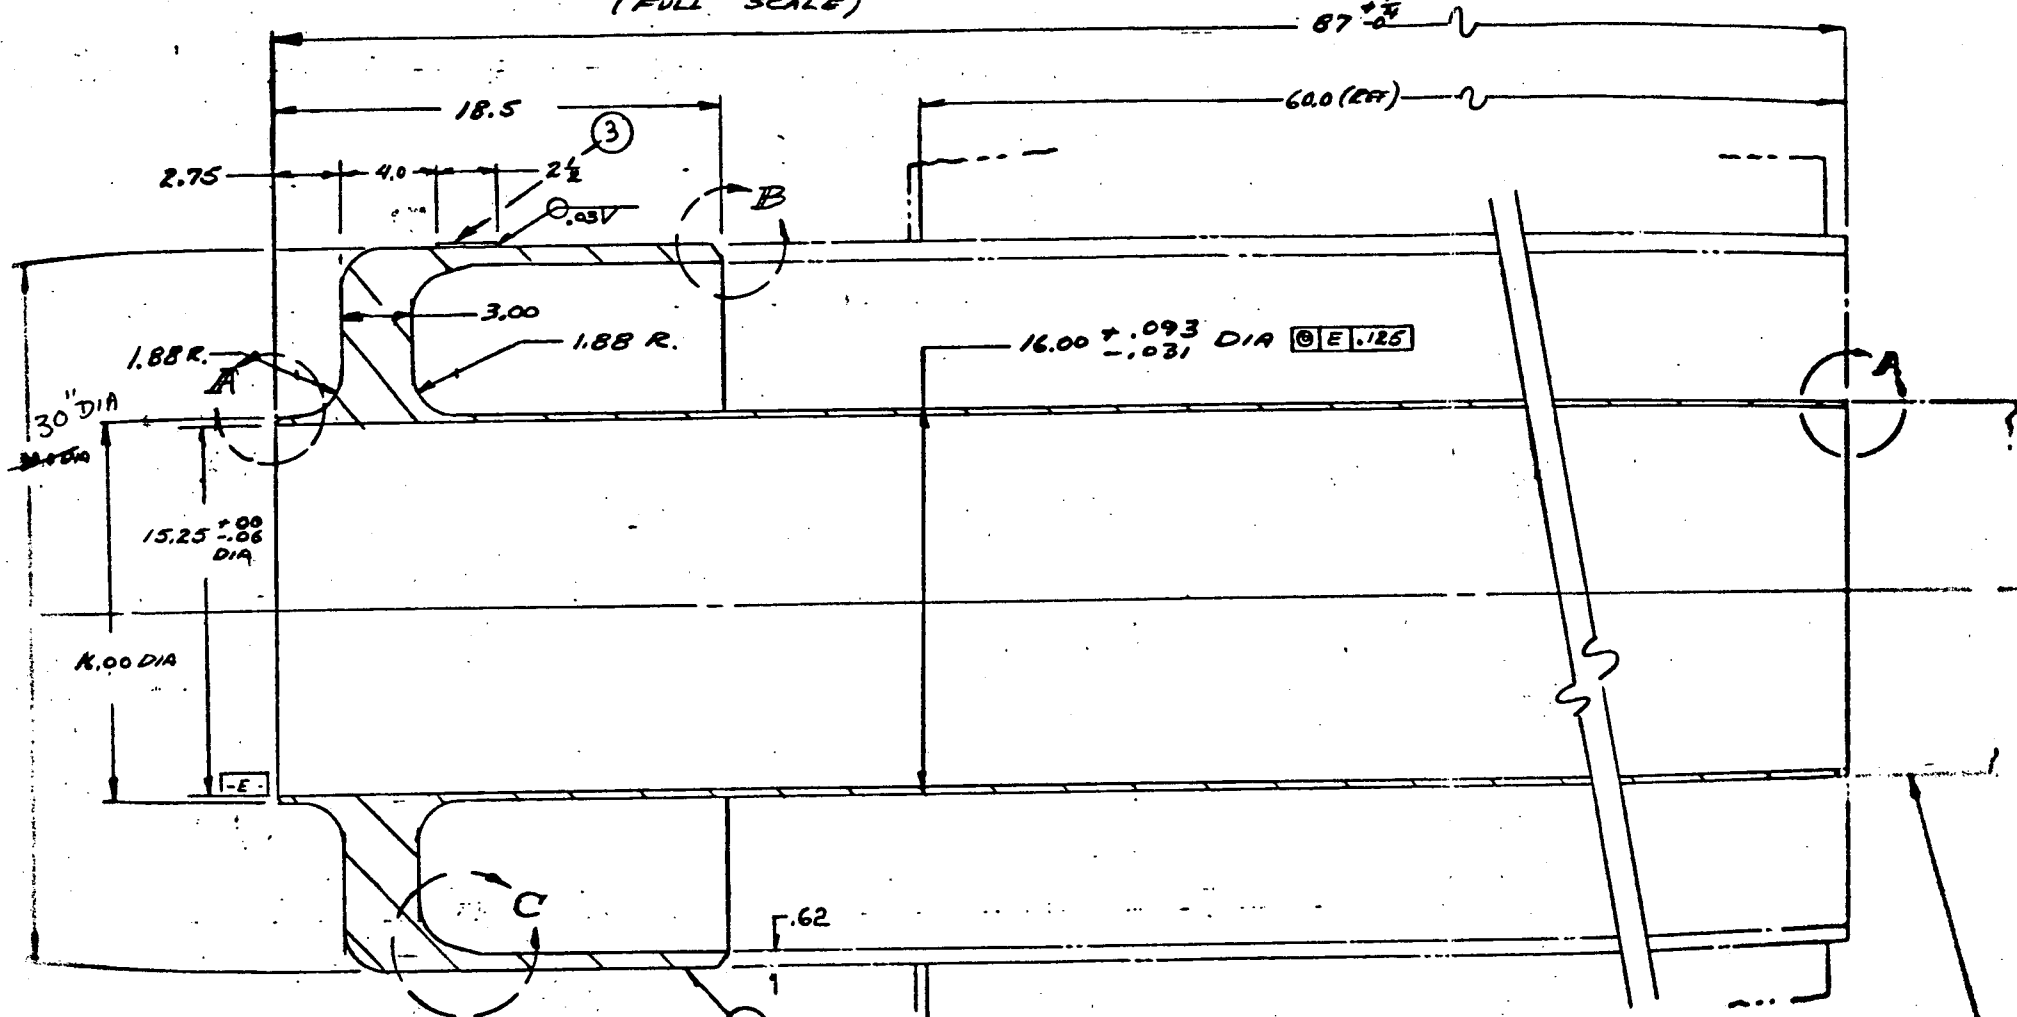 (FULL SCALE)
87
-0
18.5
60.0 (REF)
3
2.75
4.0
2½
B
.03
3.00
1.88 R.
1.88 R.
A
16.00 +.093 -.031 DIA
◎ E .125
A
30" DIA
15.25 +.00 -.06
DIA
16.00 DIA
-E-
C
.62